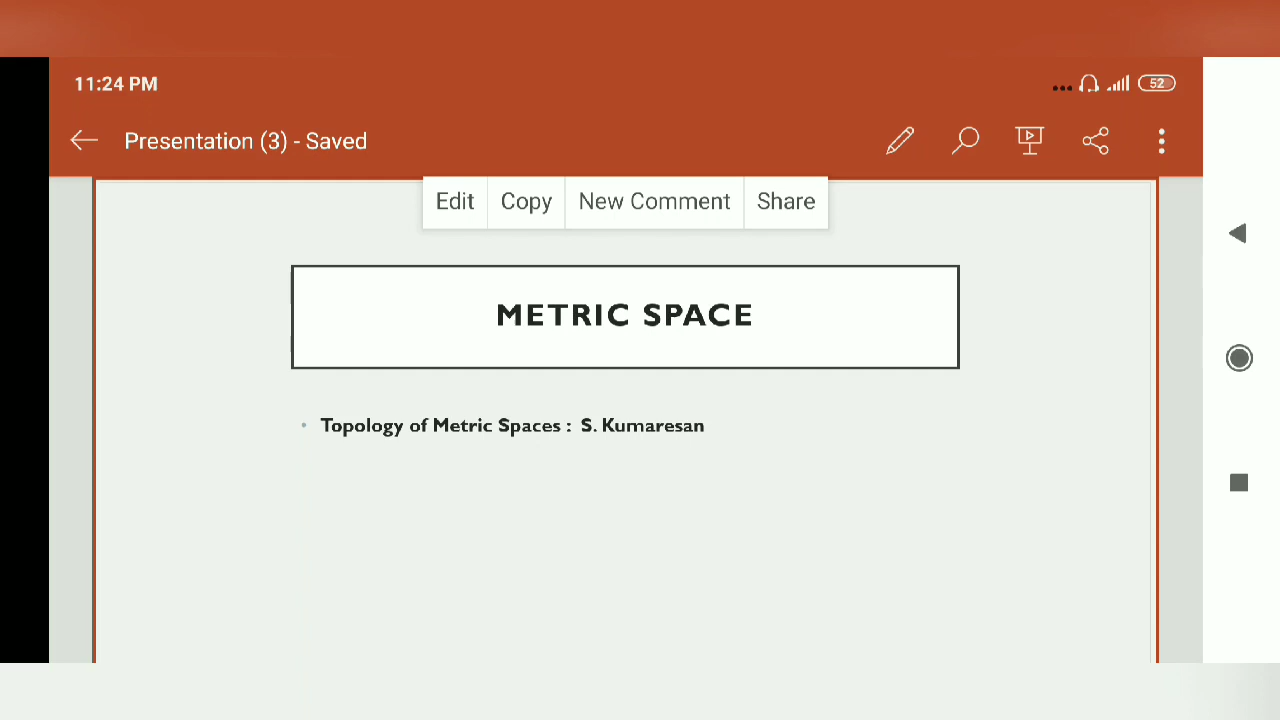 11:24 PM
52
Presentation (3) - Saved
Edit Copy New Comment Share
METRIC SPACE
• Topology of Metric Spaces : S. Kumaresan